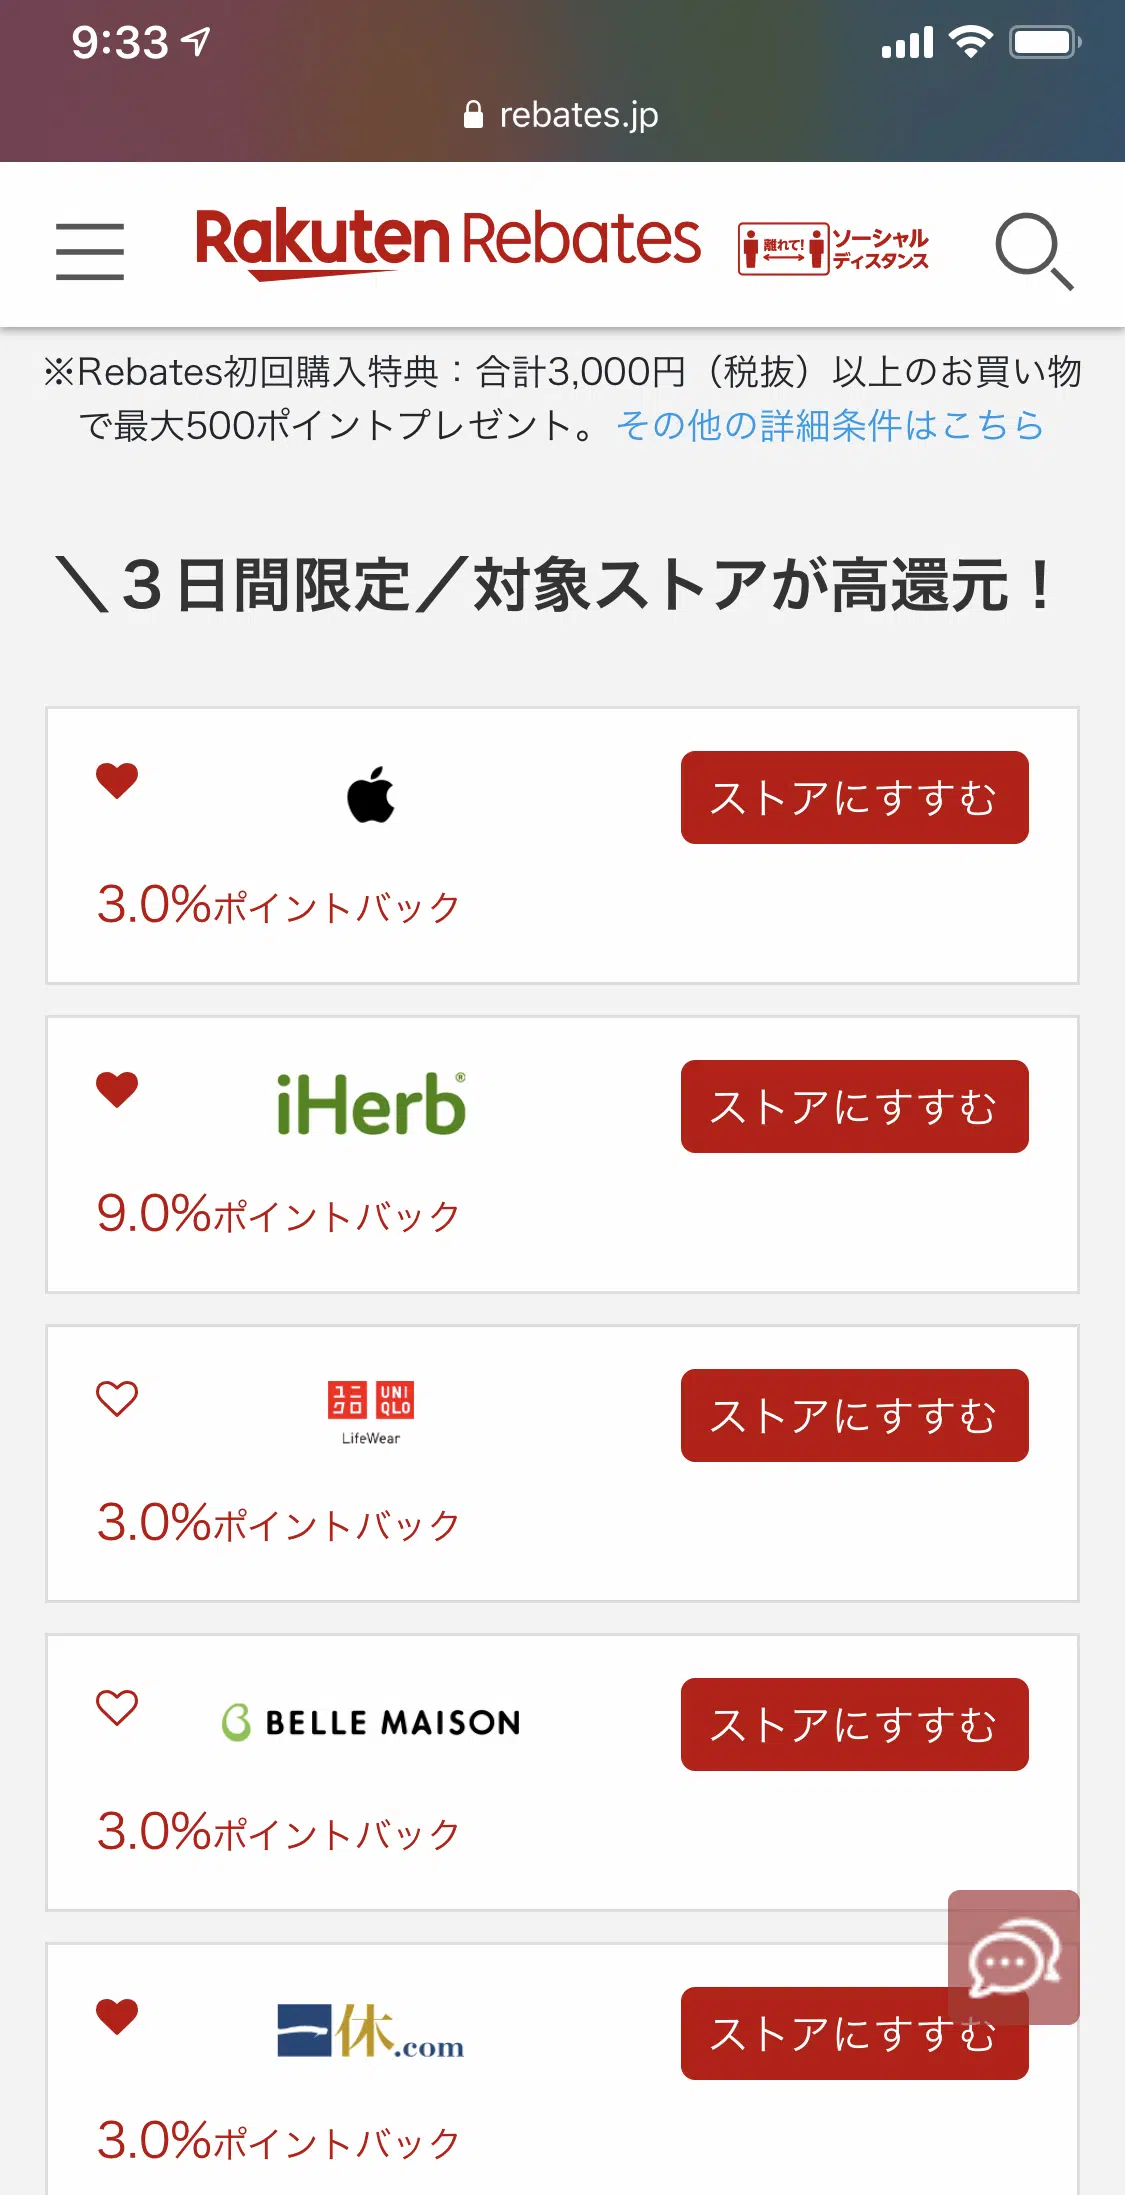 9:33
rebates.jp
Rakuten Rebates
離れて!
ソーシャル
ディスタンス
※Rebates初回購入特典：合計3,000円（税抜）以上のお買い物
で最大500ポイントプレゼント。その他の詳細条件はこちら
＼３日間限定／対象ストアが高還元！
ストアにすすむ
3.0%ポイントバック
iHerb®
ストアにすすむ
9.0%ポイントバック
ユニクロ UNIQLO
LifeWear
ストアにすすむ
3.0%ポイントバック
BELLE MAISON
ストアにすすむ
3.0%ポイントバック
一休.com
ストアにすすむ
3.0%ポイントバック